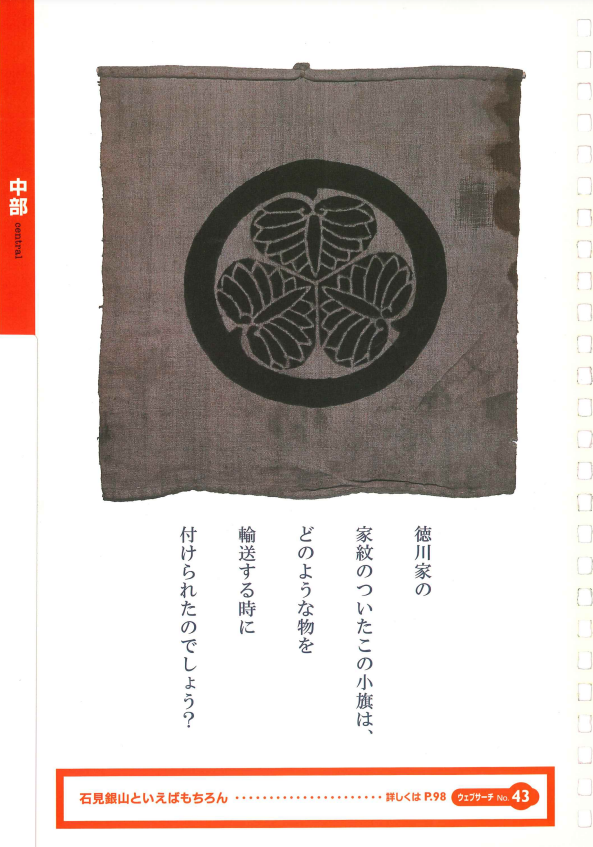 中部
central
徳川家の
家紋のついたこの小旗は、
どのような物を
輸送する時に
付けられたのでしょう?
石見銀山といえばもちろん ······················ 詳しくは P.98 ウェブサーチ No. 43